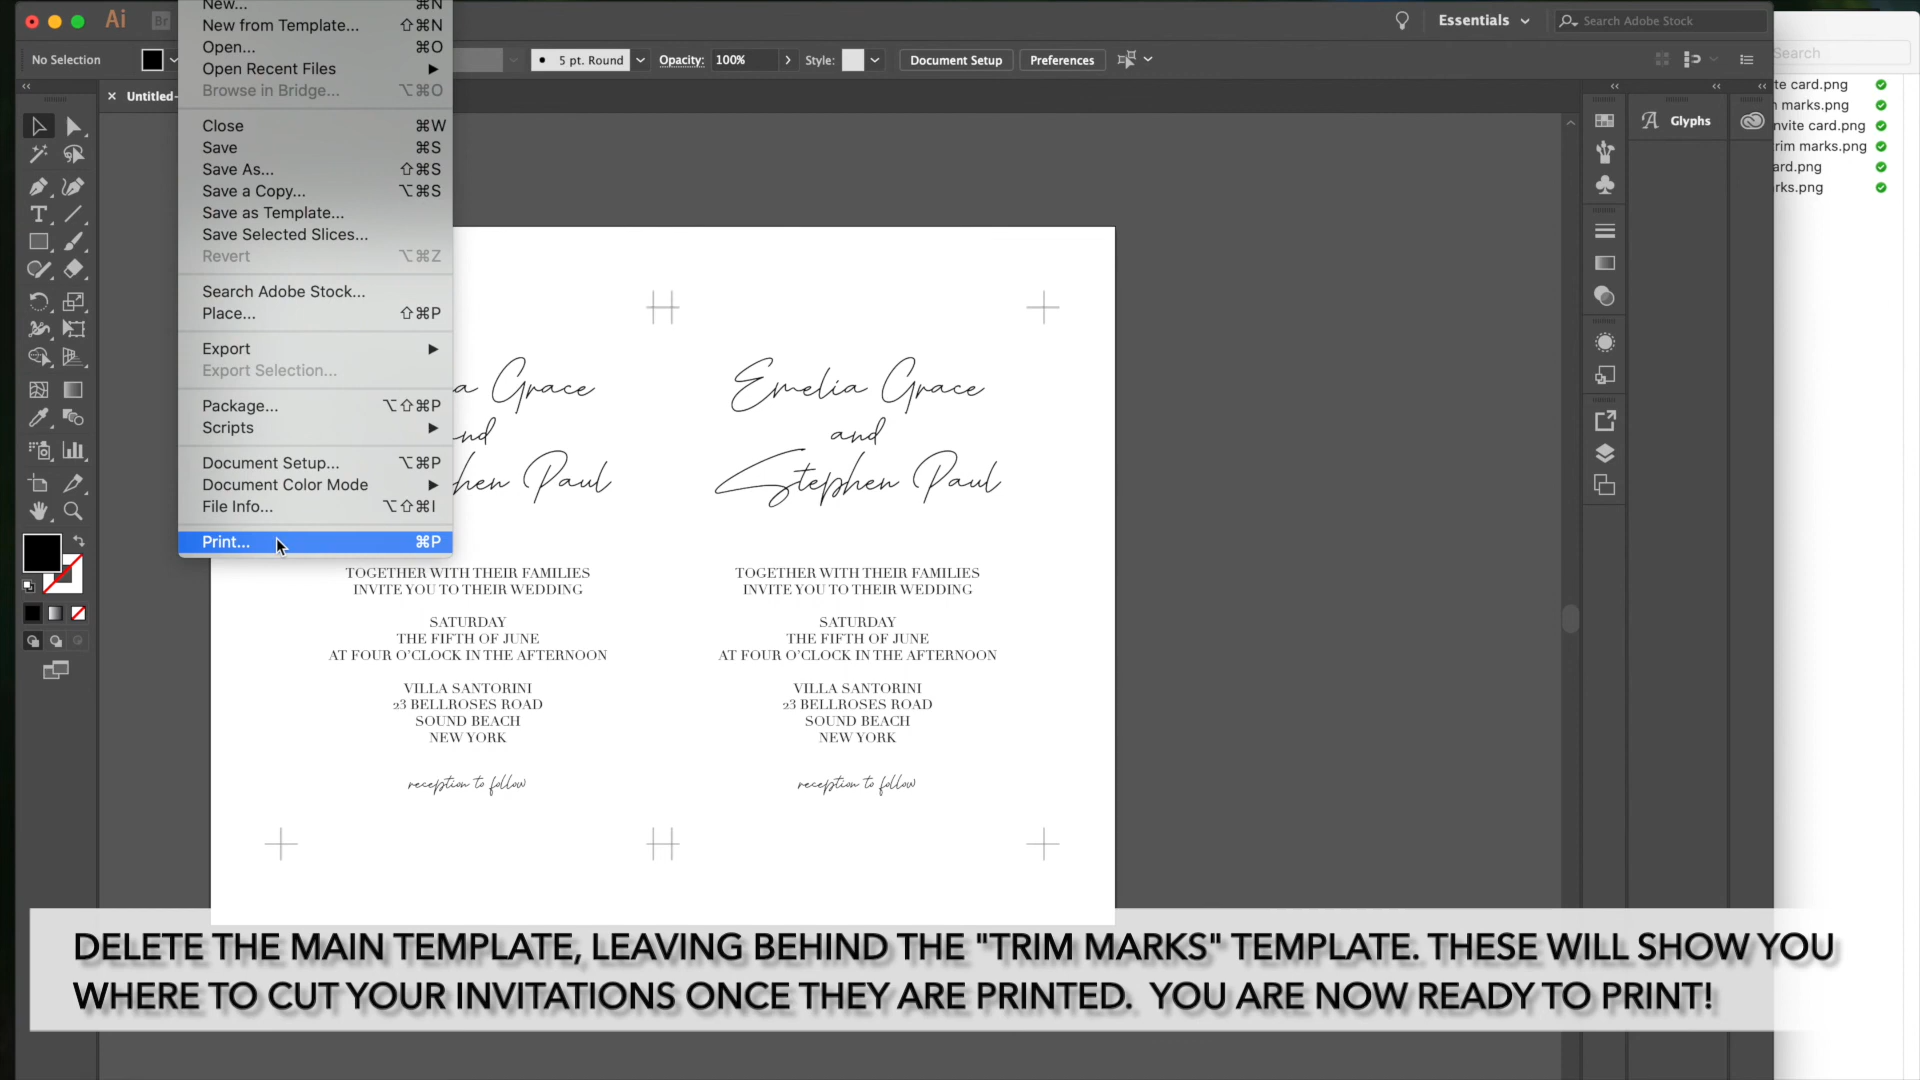 Ai
Br
Essentials
Search Adobe Stock
Search
No Selection
5 pt. Round
Opacity:
100%
Style:
Document Setup
Preferences
Untitled-
New... ⌘N
New from Template... ⇧⌘N
Open... ⌘O
Open Recent Files
Browse in Bridge... ⌥⌘O
Close ⌘W
Save ⌘S
Save As... ⇧⌘S
Save a Copy... ⌥⌘S
Save as Template...
Save Selected Slices...
Revert ⌥⌘Z
Search Adobe Stock...
Place... ⇧⌘P
Export
Export Selection...
Package... ⌥⇧⌘P
Scripts
Document Setup... ⌥⌘P
Document Color Mode
File Info... ⌥⇧⌘I
Print... ⌘P
Glyphs
te card.png
marks.png
nvite card.png
trim marks.png
ard.png
rks.png
a Grace
nd
hen Paul
TOGETHER WITH THEIR FAMILIES
INVITE YOU TO THEIR WEDDING
SATURDAY
THE FIFTH OF JUNE
AT FOUR O'CLOCK IN THE AFTERNOON
VILLA SANTORINI
23 BELLROSES ROAD
SOUND BEACH
NEW YORK
reception to follow
Emelia Grace
and
Stephen Paul
TOGETHER WITH THEIR FAMILIES
INVITE YOU TO THEIR WEDDING
SATURDAY
THE FIFTH OF JUNE
AT FOUR O'CLOCK IN THE AFTERNOON
VILLA SANTORINI
23 BELLROSES ROAD
SOUND BEACH
NEW YORK
reception to follow
DELETE THE MAIN TEMPLATE, LEAVING BEHIND THE "TRIM MARKS" TEMPLATE. THESE WILL SHOW YOU
WHERE TO CUT YOUR INVITATIONS ONCE THEY ARE PRINTED. YOU ARE NOW READY TO PRINT!